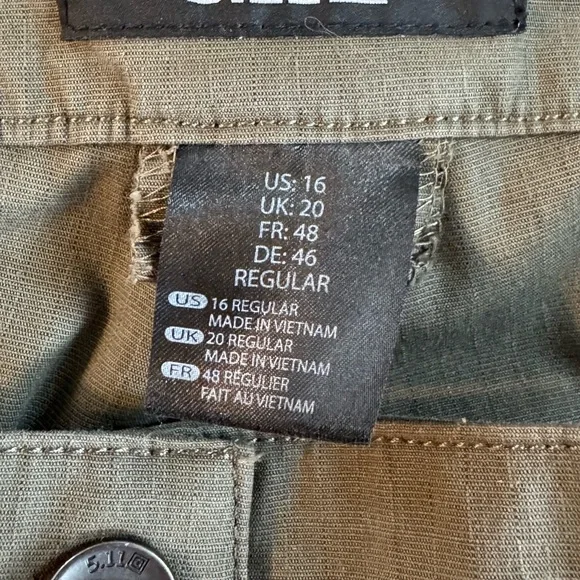 US: 16
UK: 20
FR: 48
DE: 46
REGULAR
US 16 REGULAR
MADE IN VIETNAM
UK 20 REGULAR
MADE IN VIETNAM
FR 48 RÉGULIER
FAIT AU VIETNAM
5.11